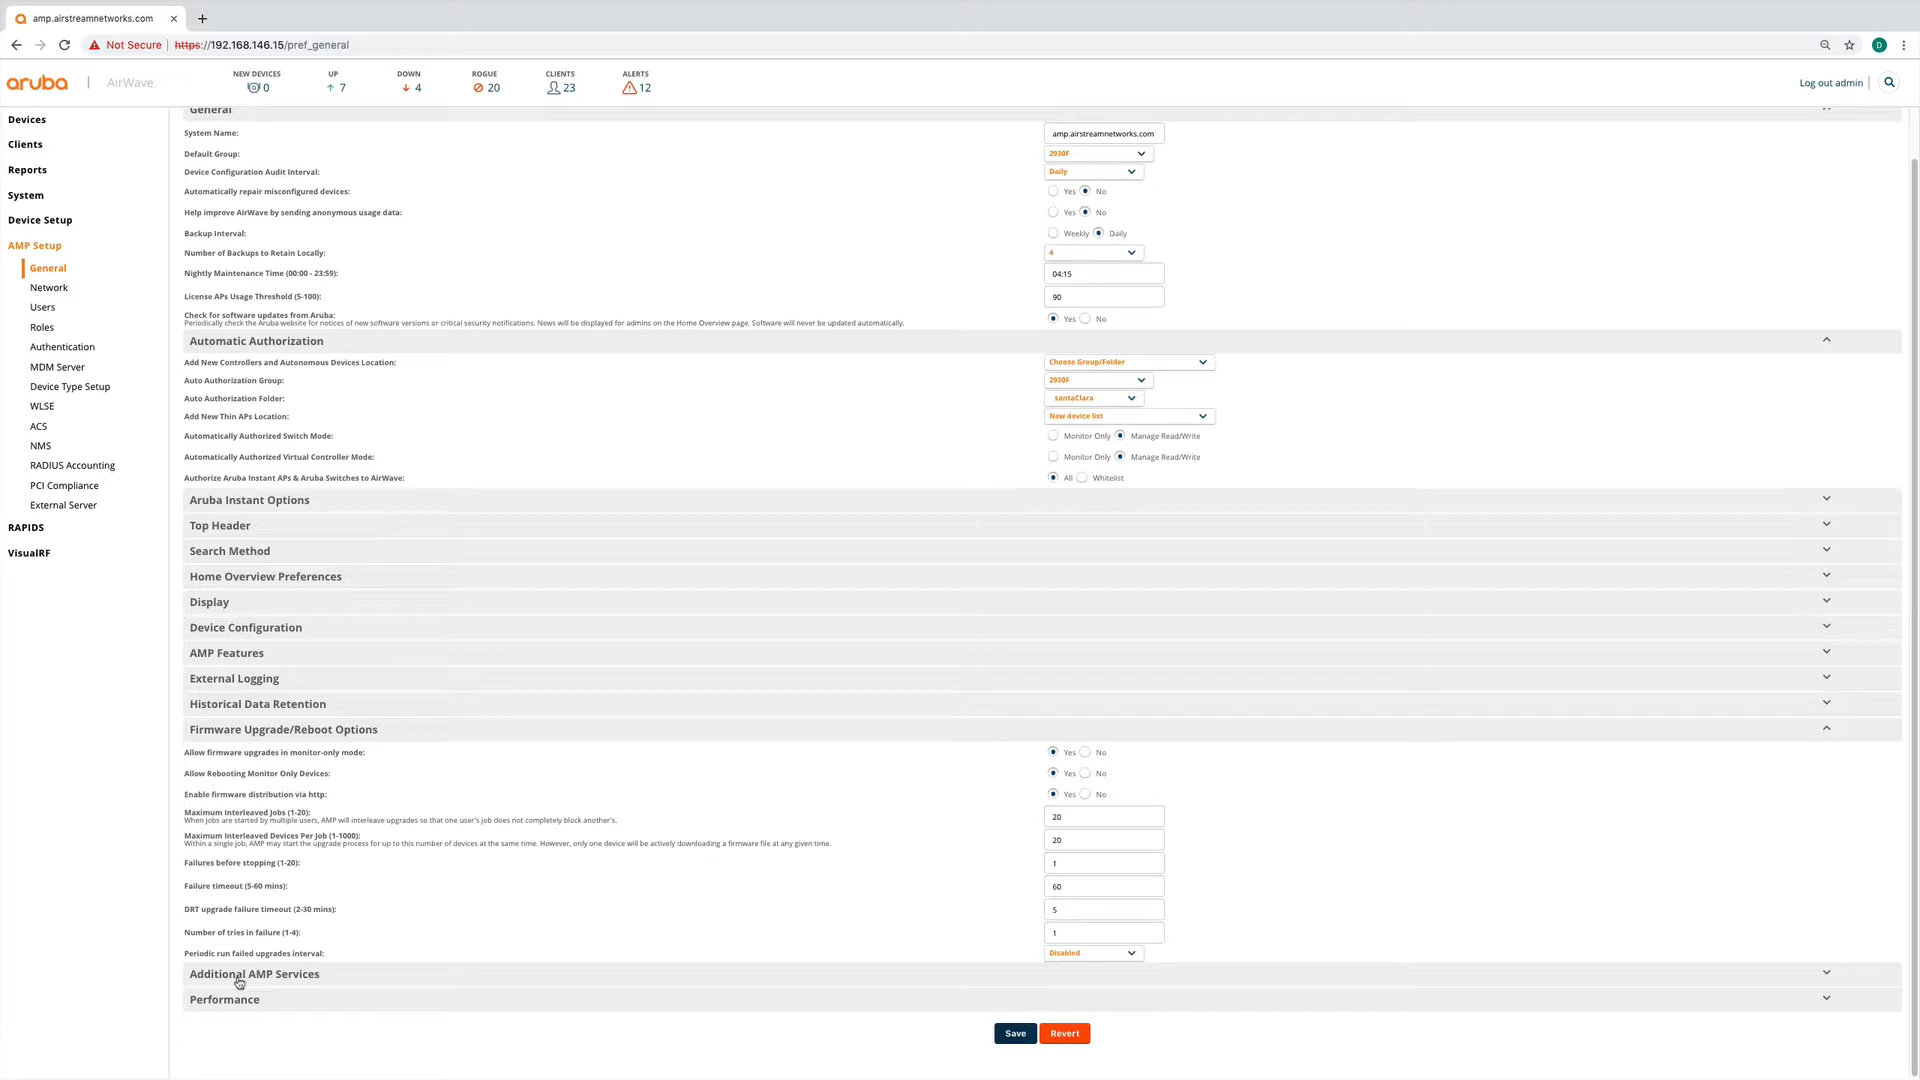 amp.airstreamnetworks.com
Not Secure | https://192.168.146.15/pref_general
D
aruba | AirWave
NEW DEVICES UP DOWN ROGUE CLIENTS ALERTS
0 7 4 20 23 12
Log out admin
Devices
Clients
Reports
System
Device Setup
AMP Setup
General
Network
Users
Roles
Authentication
MDM Server
Device Type Setup
WLSE
ACS
NMS
RADIUS Accounting
PCI Compliance
External Server
RAPIDS
VisualRF
General
System Name: amp.airstreamnetworks.com
Default Group: 2930F
Device Configuration Audit Interval: Daily
Automatically repair misconfigured devices: Yes No
Help improve AirWave by sending anonymous usage data: Yes No
Backup Interval: Weekly Daily
Number of Backups to Retain Locally: 4
Nightly Maintenance Time (00:00 - 23:59): 04:15
License APs Usage Threshold (5-100): 90
Check for software updates from Aruba:
Periodically check the Aruba website for notices of new software versions or critical security notifications. News will be displayed for admins on the Home Overview page. Software will never be updated automatically. Yes No
Automatic Authorization
Add New Controllers and Autonomous Devices Location: Choose Group/Folder
Auto Authorization Group: 2930F
Auto Authorization Folder: santaClara
Add New Thin APs Location: New device list
Automatically Authorized Switch Mode: Monitor Only Manage Read/Write
Automatically Authorized Virtual Controller Mode: Monitor Only Manage Read/Write
Authorize Aruba Instant APs & Aruba Switches to AirWave: All Whitelist
Aruba Instant Options
Top Header
Search Method
Home Overview Preferences
Display
Device Configuration
AMP Features
External Logging
Historical Data Retention
Firmware Upgrade/Reboot Options
Allow firmware upgrades in monitor-only mode: Yes No
Allow Rebooting Monitor Only Devices: Yes No
Enable firmware distribution via http: Yes No
Maximum Interleaved Jobs (1-20): 20
When jobs are started by multiple users, AMP will interleave upgrades so that one user's job does not completely block another's.
Maximum Interleaved Devices Per Job (1-1000): 20
Within a single job, AMP may start the upgrade process for up to this number of devices at the same time. However, only one device will be actively downloading a firmware file at any given time.
Failures before stopping (1-20): 1
Failure timeout (5-60 mins): 60
DRT upgrade failure timeout (2-30 mins): 5
Number of tries in failure (1-4): 1
Periodic run failed upgrades interval: Disabled
Additional AMP Services
Performance
Save Revert